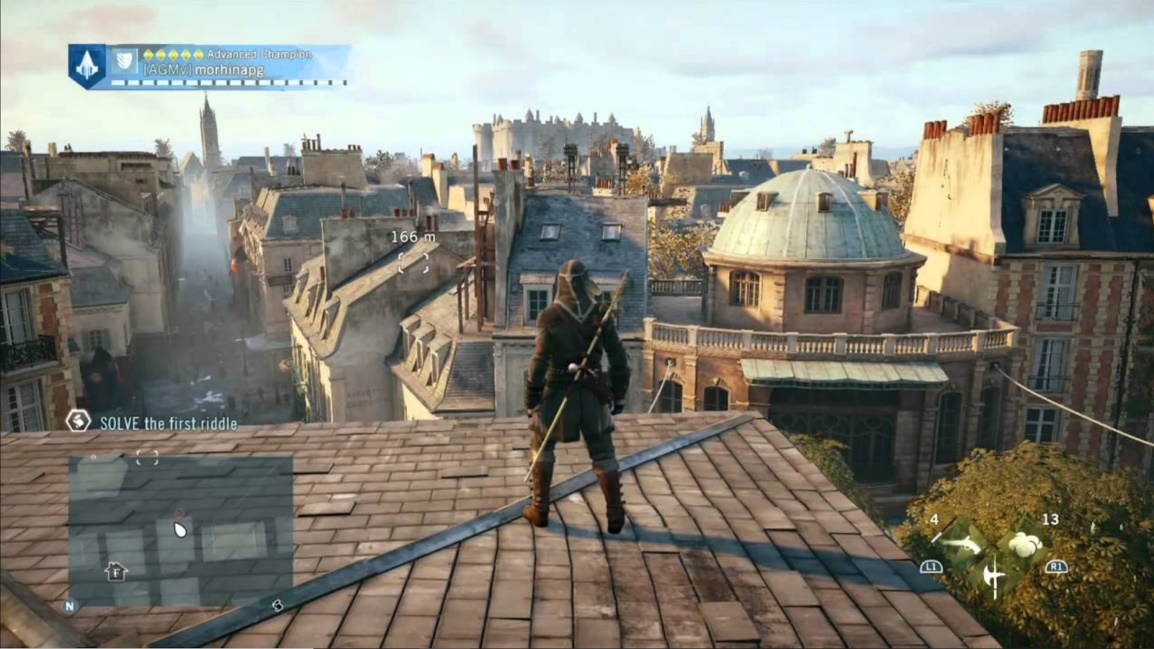 Advanced Champion
[AGMv] morhinapg
166 m
SOLVE the first riddle
4
13
L1
R1
N